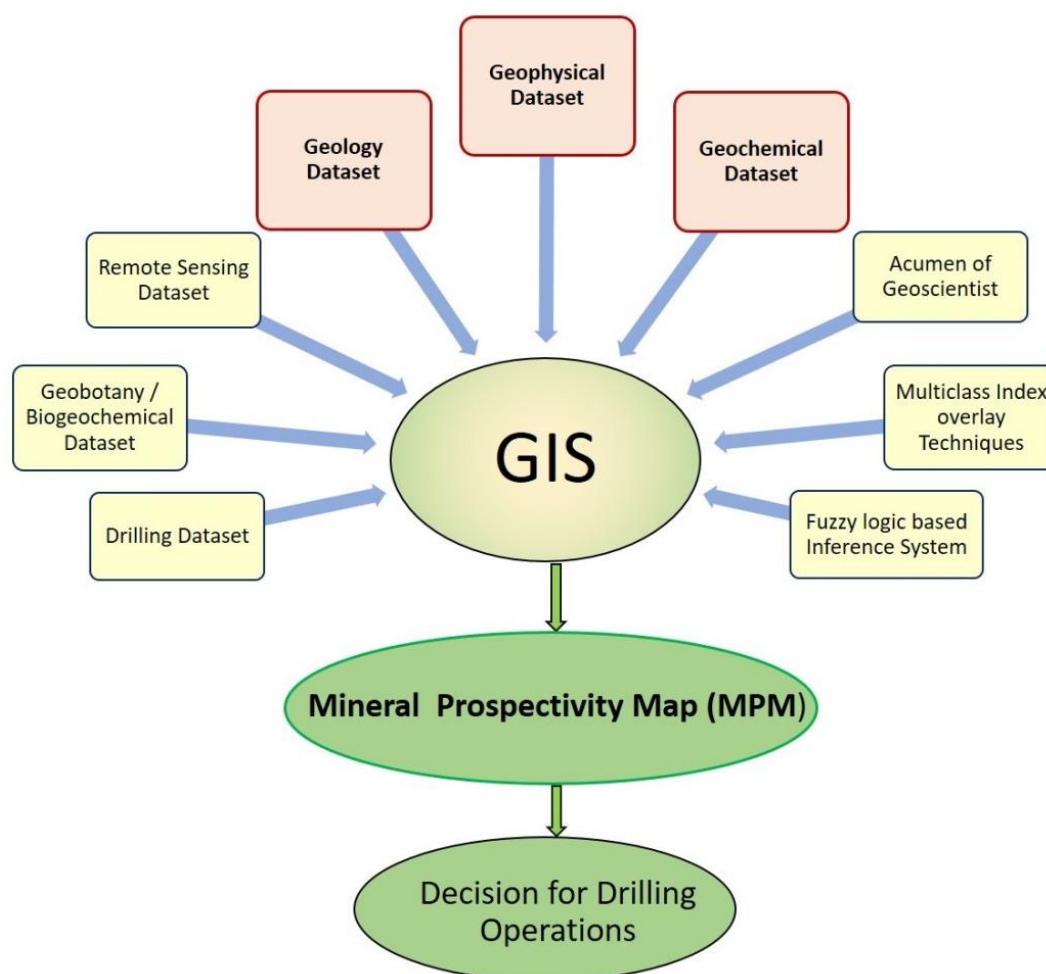 Geophysical
Dataset
Geology
Dataset
Geochemical
Dataset
Remote Sensing
Dataset
Acumen of
Geoscientist
Geobotany /
Biogeochemical
Dataset
Multiclass Index
overlay
Techniques
Drilling Dataset
Fuzzy logic based
Inference System
GIS
Mineral Prospectivity Map (MPM)
Decision for Drilling
Operations